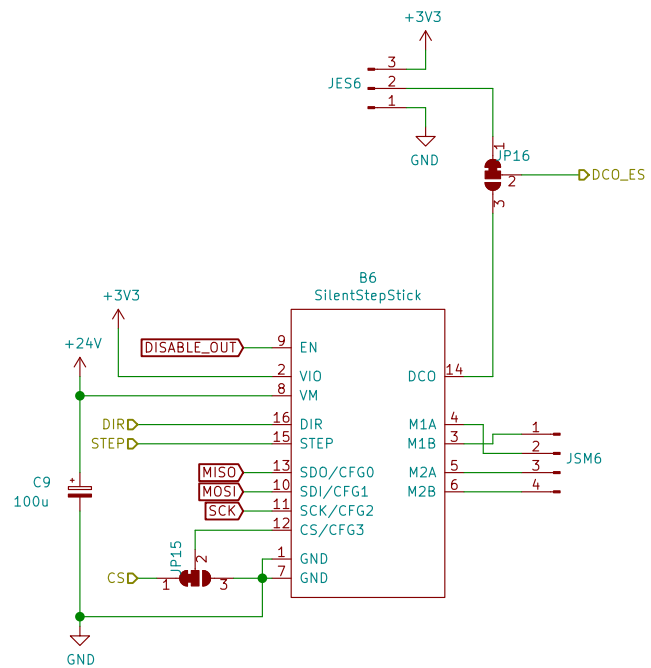 +3V3
3
JES6
2
1
GND
1
JP16
2
DCO_ES
3
B6
SilentStepStick
+3V3
+24V
DISABLE_OUT
9
EN
2
VIO
DCO
14
8
VM
DIR
16
DIR
M1A
4
1
STEP
15
STEP
M1B
3
2
JSM6
MISO
13
SDO/CFG0
M2A
5
3
MOSI
10
SDI/CFG1
M2B
6
4
C9
100u
+
SCK
11
SCK/CFG2
12
CS/CFG3
JP15
2
1
GND
CS
1
3
7
GND
GND